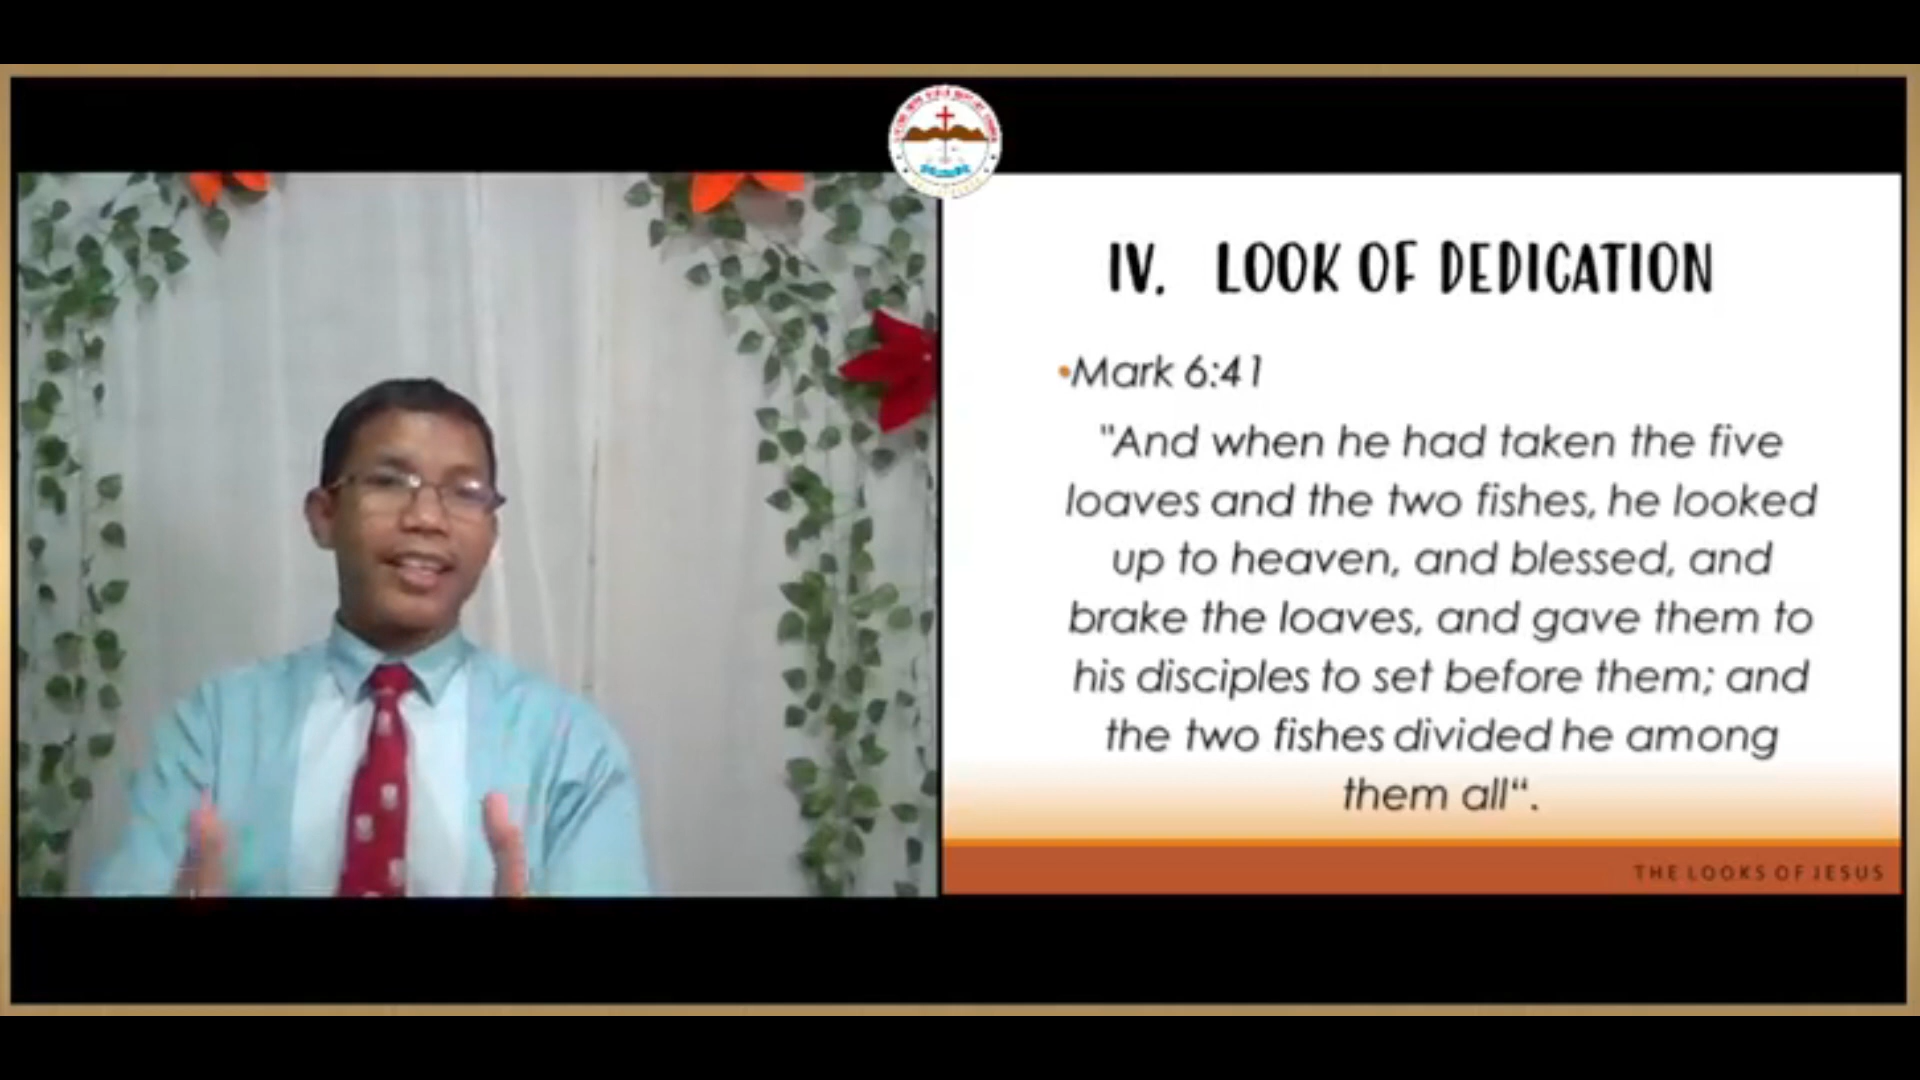 IV. LOOK OF DEDICATION
•Mark 6:41
"And when he had taken the five
loaves and the two fishes, he looked
up to heaven, and blessed, and
brake the loaves, and gave them to
his disciples to set before them; and
the two fishes divided he among
them all“.
THE LOOKS OF JESUS